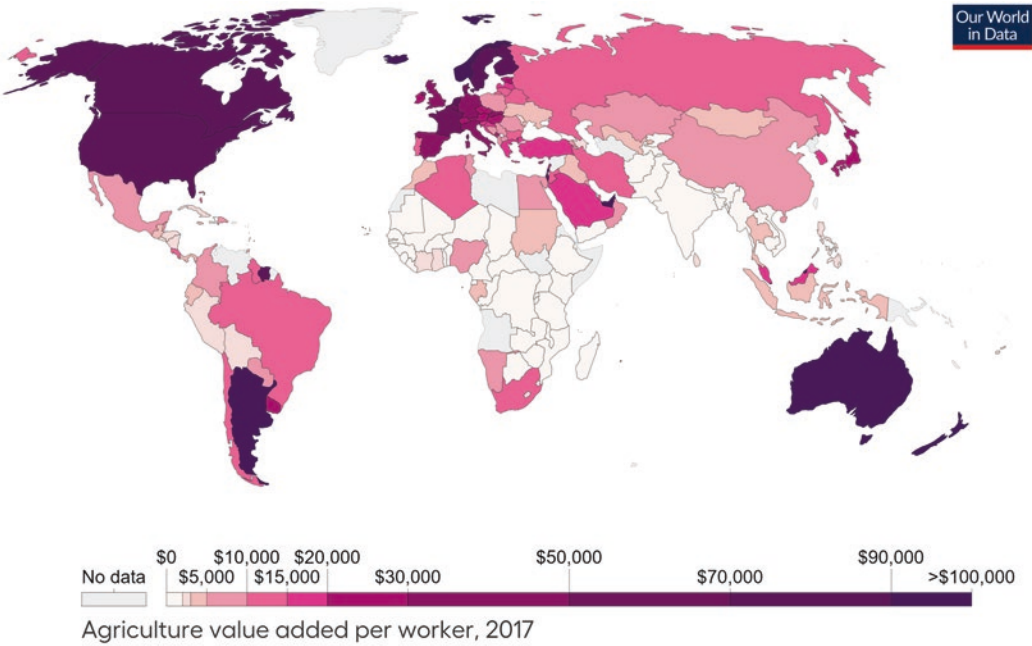 Our World
in Data
$0 $10,000 $20,000 $50,000 $90,000
No data $5,000 $15,000 $30,000 $70,000 >$100,000
Agriculture value added per worker, 2017